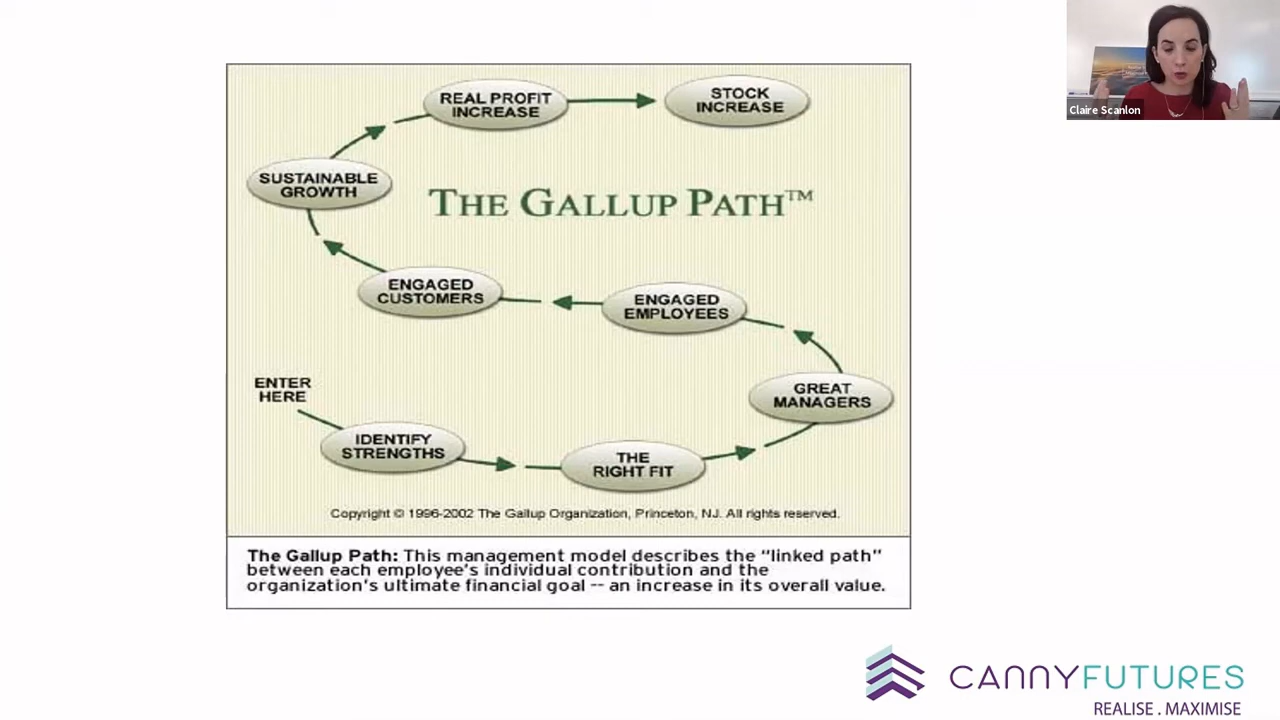 REAL PROFIT
INCREASE
STOCK
INCREASE
Claire Scanlon
SUSTAINABLE
GROWTH
THE GALLUP PATH™
ENGAGED
CUSTOMERS
ENGAGED
EMPLOYEES
ENTER
HERE
GREAT
MANAGERS
IDENTIFY
STRENGTHS
THE
RIGHT FIT
Copyright © 1996-2002 The Gallup Organization, Princeton, NJ. All rights reserved.
The Gallup Path: This management model describes the "linked path"
between each employee's individual contribution and the
organization's ultimate financial goal -- an increase in its overall value.
CANNYFUTURES
REALISE . MAXIMISE